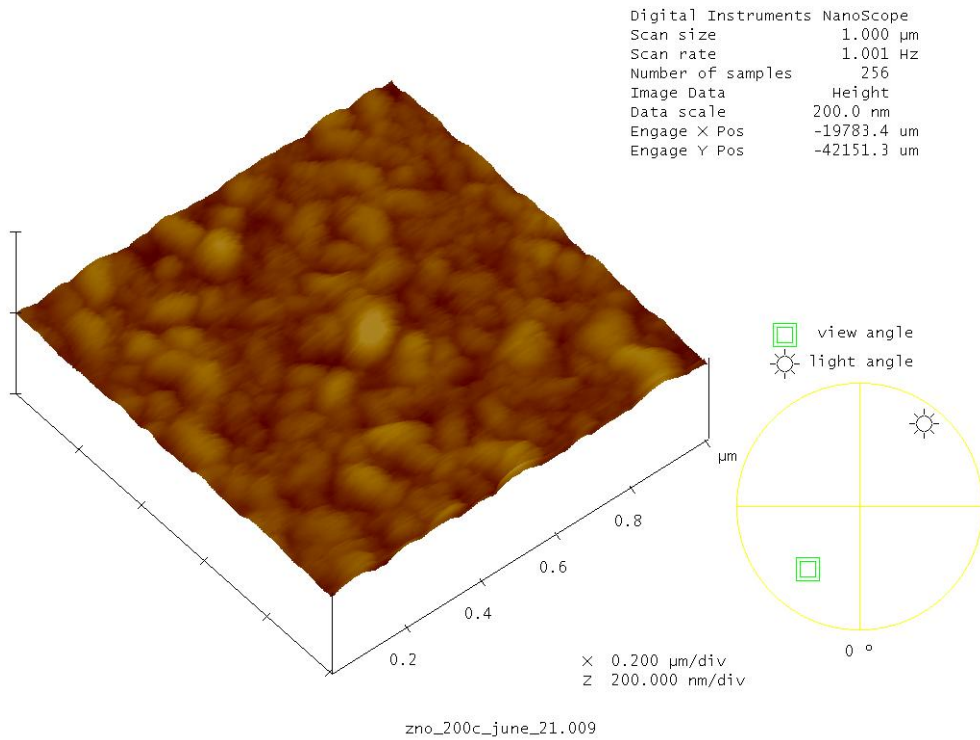 Digital Instruments NanoScope
Scan size 1.000 µm
Scan rate 1.001 Hz
Number of samples 256
Image Data Height
Data scale 200.0 nm
Engage X Pos -19783.4 um
Engage Y Pos -42151.3 um
view angle
light angle
µm
0.8
0.6
0.4
0.2
0 º
X 0.200 µm/div
Z 200.000 nm/div
zno_200c_june_21.009